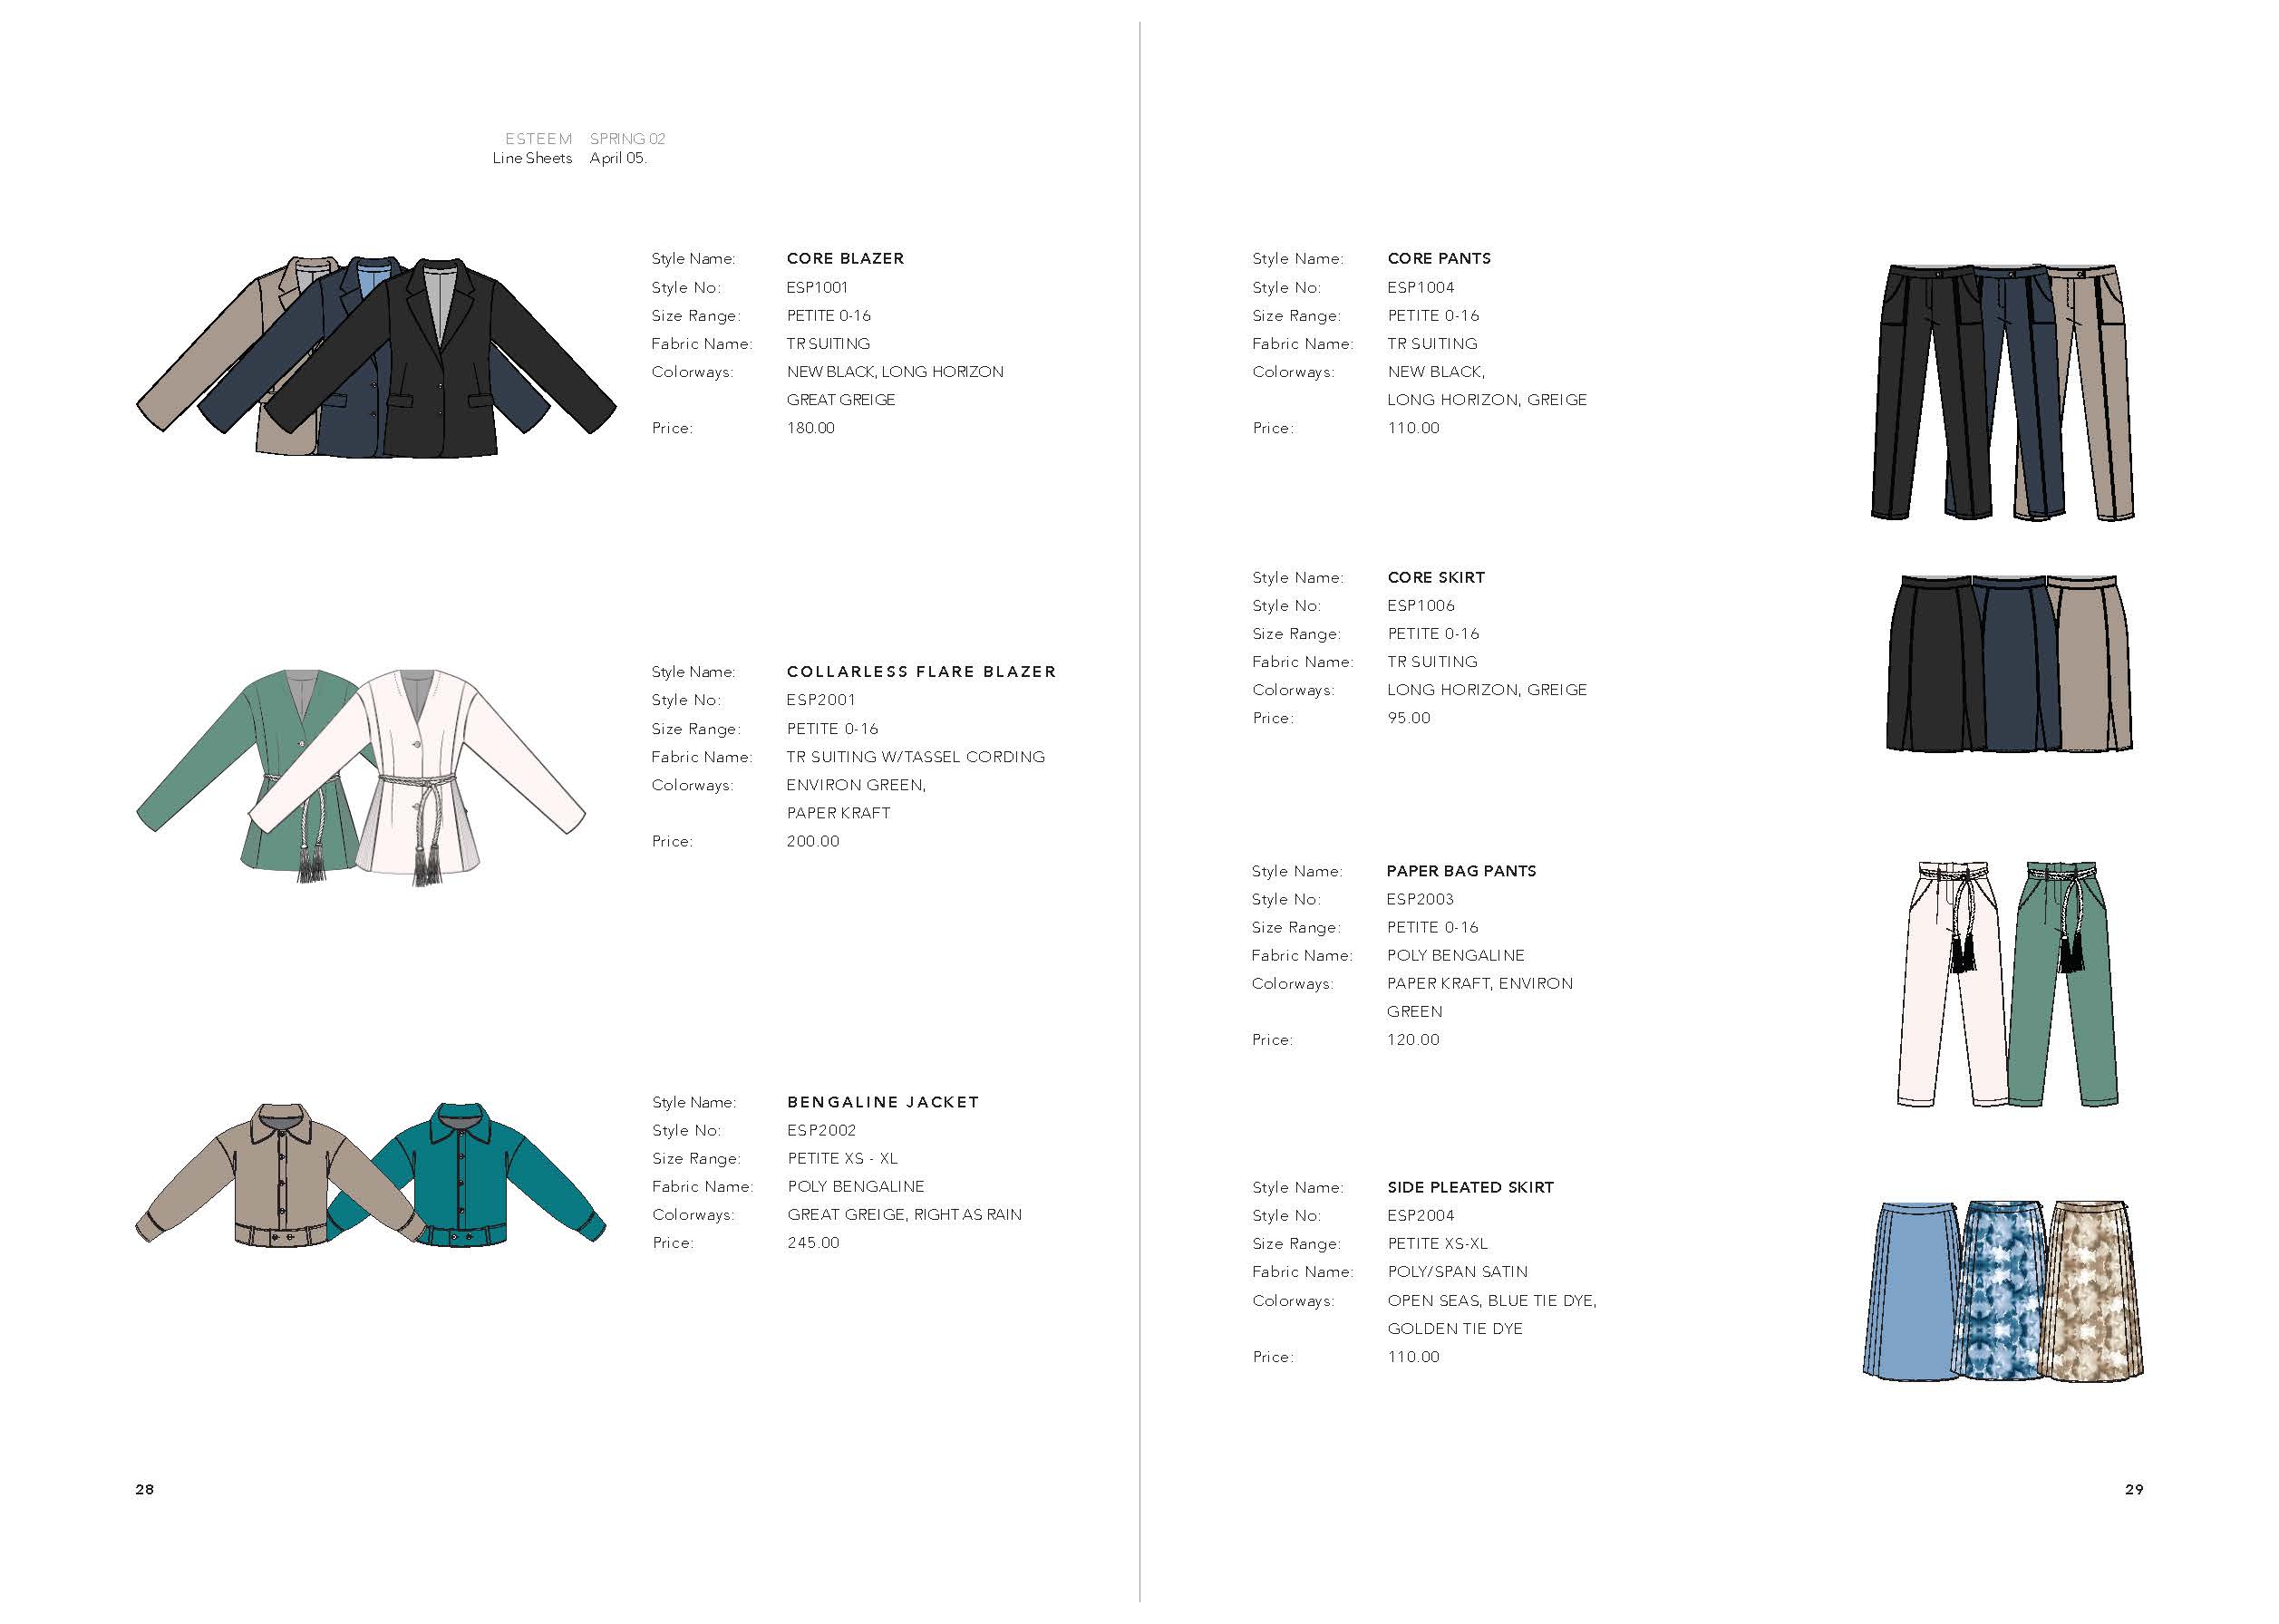 ESTEEM SPRING 02
Line Sheets April 05.
Style Name: CORE BLAZER
Style No: ESP1001
Size Range: PETITE 0-16
Fabric Name: TR SUITING
Colorways: NEW BLACK, LONG HORIZON
GREAT GREIGE
Price: 180.00
Style Name: COLLARLESS FLARE BLAZER
Style No: ESP2001
Size Range: PETITE 0-16
Fabric Name: TR SUITING W/TASSEL CORDING
Colorways: ENVIRON GREEN,
PAPER KRAFT
Price: 200.00
Style Name: BENGALINE JACKET
Style No: ESP2002
Size Range: PETITE XS - XL
Fabric Name: POLY BENGALINE
Colorways: GREAT GREIGE, RIGHT AS RAIN
Price: 245.00
28
Style Name: CORE PANTS
Style No: ESP1004
Size Range: PETITE 0-16
Fabric Name: TR SUITING
Colorways: NEW BLACK,
LONG HORIZON, GREIGE
Price: 110.00
Style Name: CORE SKIRT
Style No: ESP1006
Size Range: PETITE 0-16
Fabric Name: TR SUITING
Colorways: LONG HORIZON, GREIGE
Price: 95.00
Style Name: PAPER BAG PANTS
Style No: ESP2003
Size Range: PETITE 0-16
Fabric Name: POLY BENGALINE
Colorways: PAPER KRAFT, ENVIRON
GREEN
Price: 120.00
Style Name: SIDE PLEATED SKIRT
Style No: ESP2004
Size Range: PETITE XS-XL
Fabric Name: POLY/SPAN SATIN
Colorways: OPEN SEAS, BLUE TIE DYE,
GOLDEN TIE DYE
Price: 110.00
29